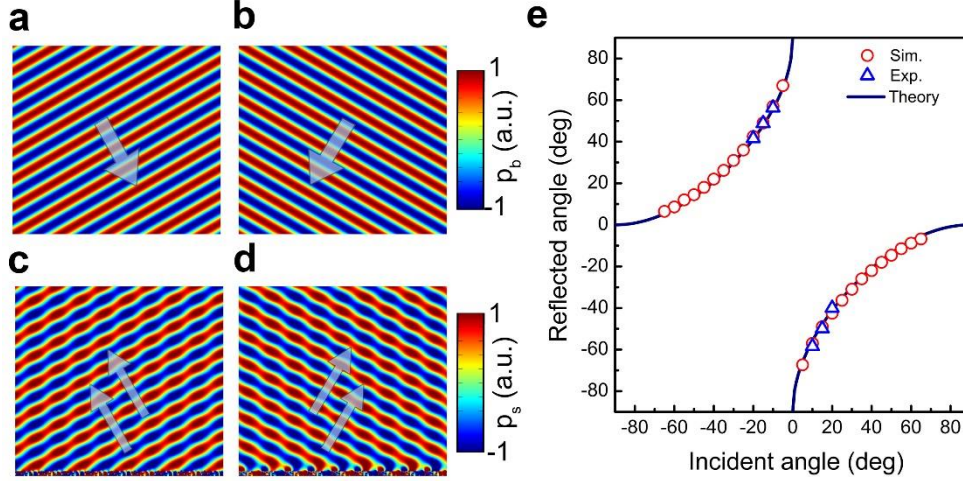 a
b
1
p_b (a.u.)
-1
c
d
1
p_s (a.u.)
-1
e
Sim.
Exp.
Theory
80
60
40
20
0
-20
-40
-60
-80
-80 -60 -40 -20 0 20 40 60 80
Reflected angle (deg)
Incident angle (deg)